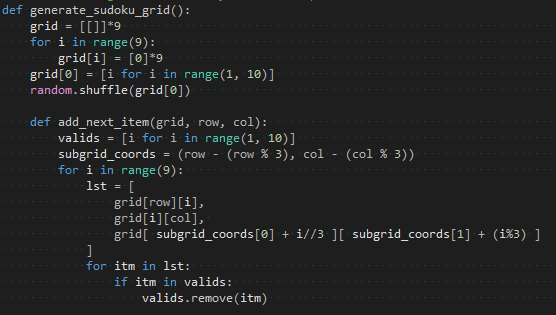 def generate_sudoku_grid():
    grid = [[]]*9
    for i in range(9):
        grid[i] = [0]*9
    grid[0] = [i for i in range(1, 10)]
    random.shuffle(grid[0])

    def add_next_item(grid, row, col):
        valids = [i for i in range(1, 10)]
        subgrid_coords = (row - (row % 3), col - (col % 3))
        for i in range(9):
            lst = [
                grid[row][i],
                grid[i][col],
                grid[ subgrid_coords[0] + i//3 ][ subgrid_coords[1] + (i%3) ]
            ]
            for itm in lst:
                if itm in valids:
                    valids.remove(itm)